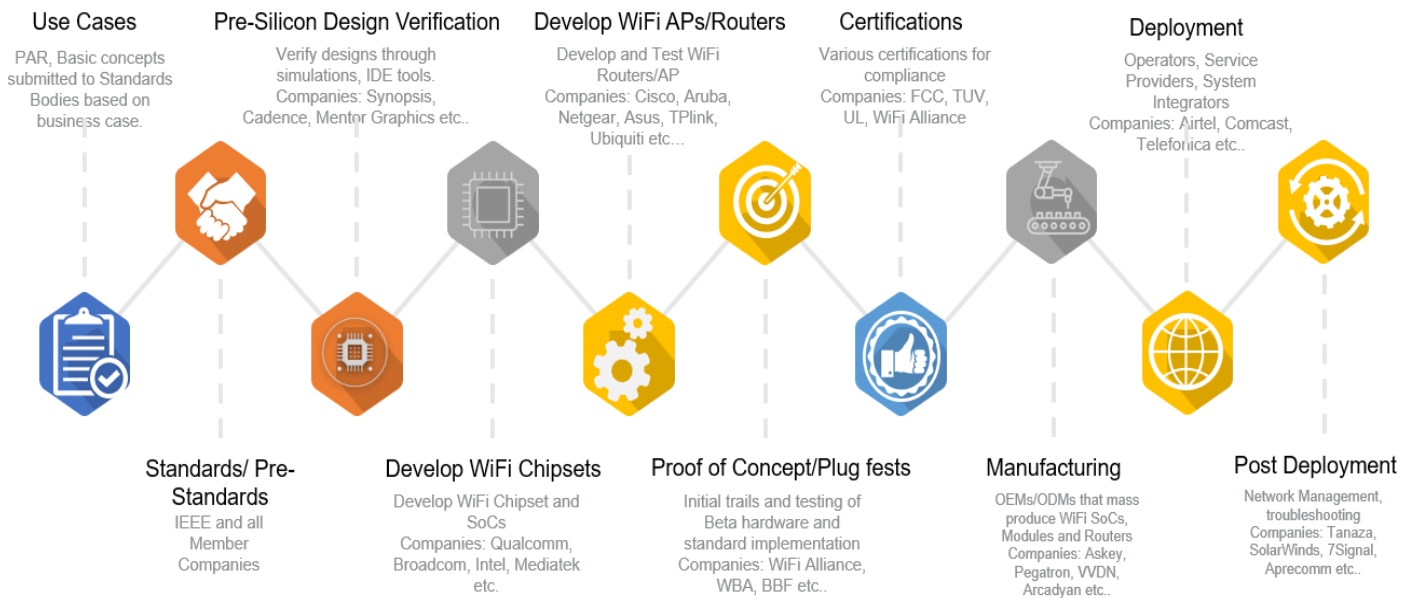 Use Cases
PAR, Basic concepts
submitted to Standards
Bodies based on
business case.
Pre-Silicon Design Verification
Verify designs through
simulations, IDE tools.
Companies: Synopsis,
Cadence, Mentor Graphics etc..
Develop WiFi APs/Routers
Develop and Test WiFi
Routers/AP
Companies: Cisco, Aruba,
Netgear, Asus, TPlink,
Ubiquiti etc...
Certifications
Various certifications for
compliance
Companies: FCC, TUV,
UL, WiFi Alliance
Deployment
Operators, Service
Providers, System
Integrators
Companies: Airtel, Comcast,
Telefonica etc..
Standards/ Pre-
Standards
IEEE and all
Member
Companies
Develop WiFi Chipsets
Develop WiFi Chipset and
SoCs
Companies: Qualcomm,
Broadcom, Intel, Mediatek
etc.
Proof of Concept/Plug fests
Initial trails and testing of
Beta hardware and
standard implementation
Companies: WiFi Alliance,
WBA, BBF etc..
Manufacturing
OEMs/ODMs that mass
produce WiFi SoCs,
Modules and Routers
Companies: Askey,
Pegatron, VVDN,
Arcadyan etc..
Post Deployment
Network Management,
troubleshooting
Companies: Tanaza,
SolarWinds, 7Signal,
Aprecomm etc..